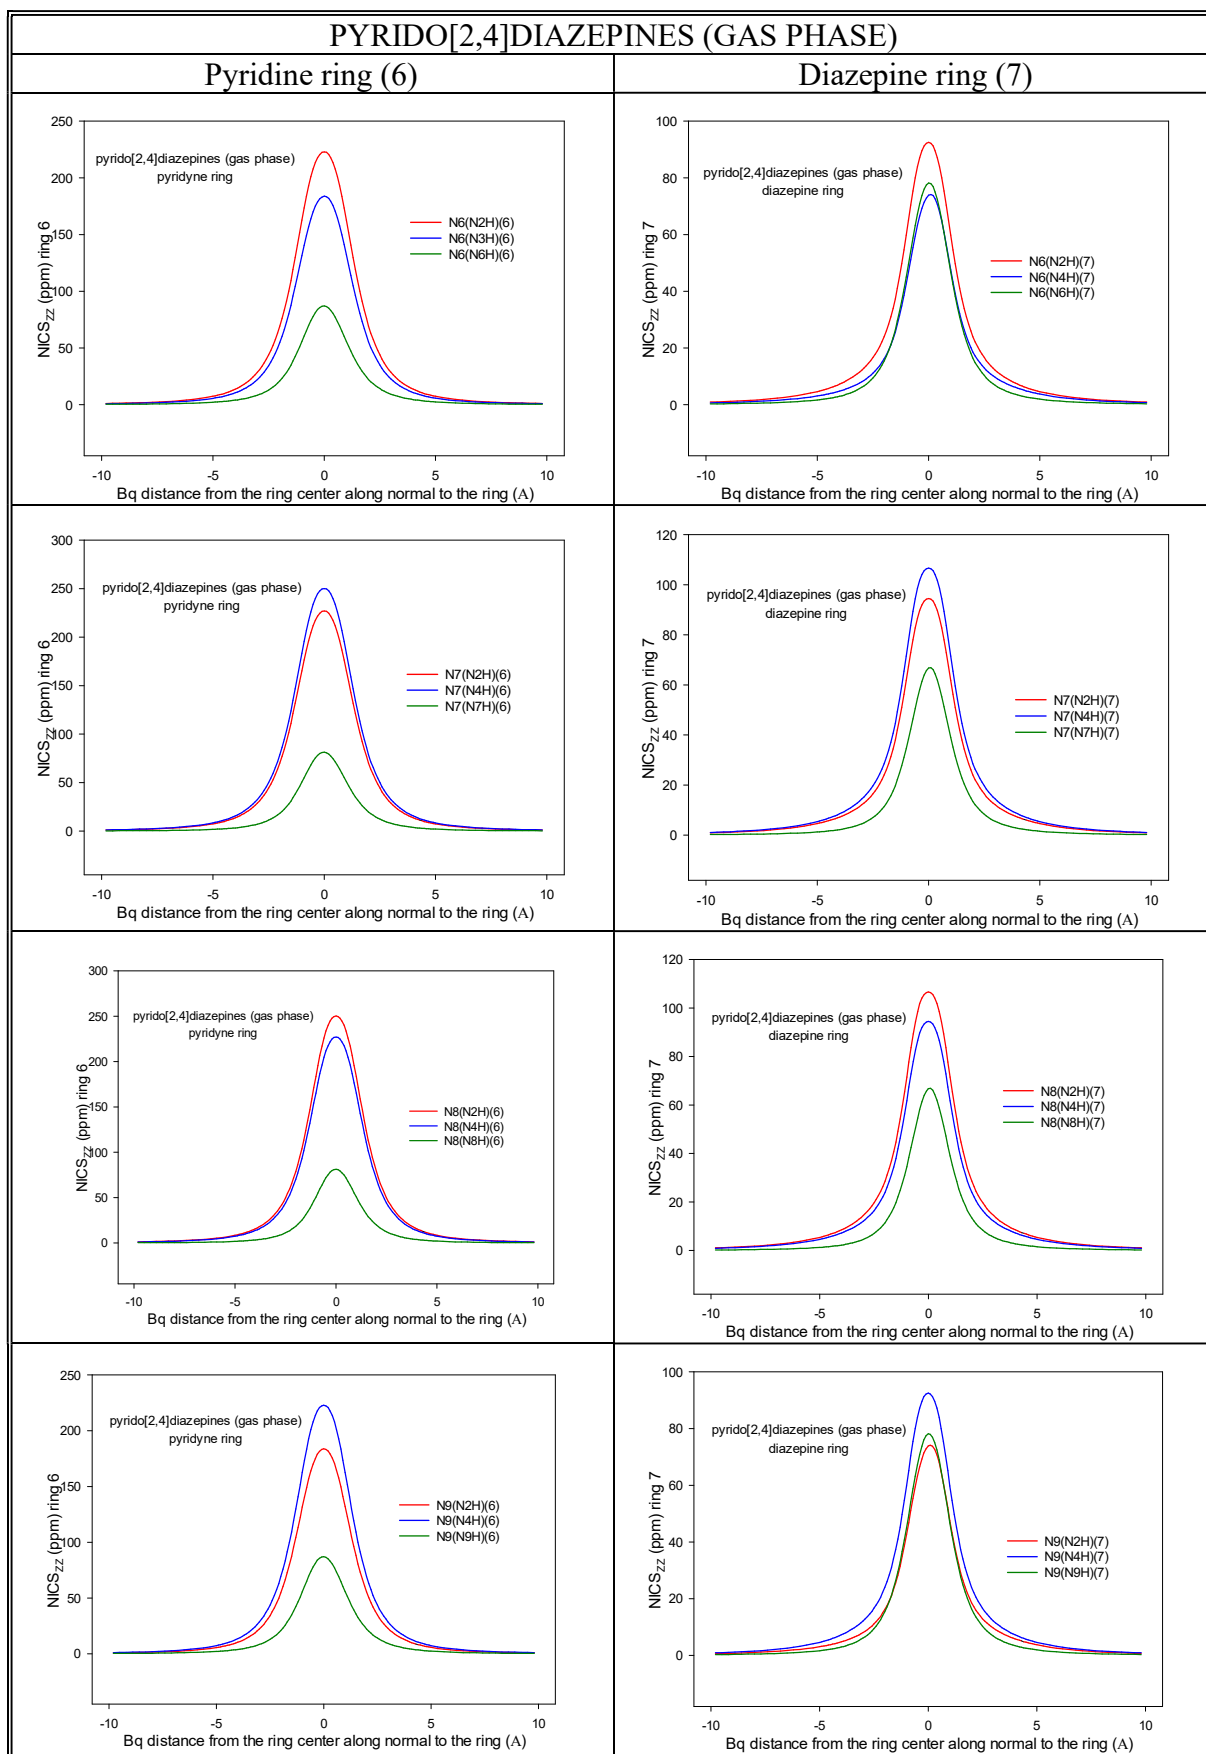 PYRIDO[2,4]DIAZEPINES (GAS PHASE)
Pyridine ring (6)
Diazepine ring (7)
250
200
150
100
50
0
-10
-5
0
5
10
NICSZZ (ppm) ring 6
pyrido[2,4]diazepines (gas phase)
pyridyne ring
N6(N2H)(6)
N6(N3H)(6)
N6(N6H)(6)
Bq distance from the ring center along normal to the ring (A)
100
80
60
40
20
0
-10
-5
0
5
10
NICSZZ (ppm) ring 7
pyrido[2,4]diazepines (gas phase)
diazepine ring
N6(N2H)(7)
N6(N4H)(7)
N6(N6H)(7)
Bq distance from the ring center along normal to the ring (A)
300
250
200
150
100
50
0
-10
-5
0
5
10
NICSZZ (ppm) ring 6
pyrido[2,4]diazepines (gas phase)
pyridyne ring
N7(N2H)(6)
N7(N4H)(6)
N7(N7H)(6)
Bq distance from the ring center along normal to the ring (A)
120
100
80
60
40
20
0
-10
-5
0
5
10
NICSZZ (ppm) ring 7
pyrido[2,4]diazepines (gas phase)
diazepine ring
N7(N2H)(7)
N7(N4H)(7)
N7(N7H)(7)
Bq distance from the ring center along normal to the ring (A)
300
250
200
150
100
50
0
-10
-5
0
5
10
NICSZZ (ppm) ring 6
pyrido[2,4]diazepines (gas phase)
pyridyne ring
N8(N2H)(6)
N8(N4H)(6)
N8(N8H)(6)
Bq distance from the ring center along normal to the ring (A)
120
100
80
60
40
20
0
-10
-5
0
5
10
NICSZZ (ppm) ring 7
pyrido[2,4]diazepines (gas phase)
diazepine ring
N8(N2H)(7)
N8(N4H)(7)
N8(N8H)(7)
Bq distance from the ring center along normal to the ring (A)
250
200
150
100
50
0
-10
-5
0
5
10
NICSZZ (ppm) ring 6
pyrido[2,4]diazepines (gas phase)
pyridyne ring
N9(N2H)(6)
N9(N4H)(6)
N9(N9H)(6)
Bq distance from the ring center along normal to the ring (A)
100
80
60
40
20
0
-10
-5
0
5
10
NICSZZ (ppm) ring 7
pyrido[2,4]diazepines (gas phase)
diazepine ring
N9(N2H)(7)
N9(N4H)(7)
N9(N9H)(7)
Bq distance from the ring center along normal to the ring (A)